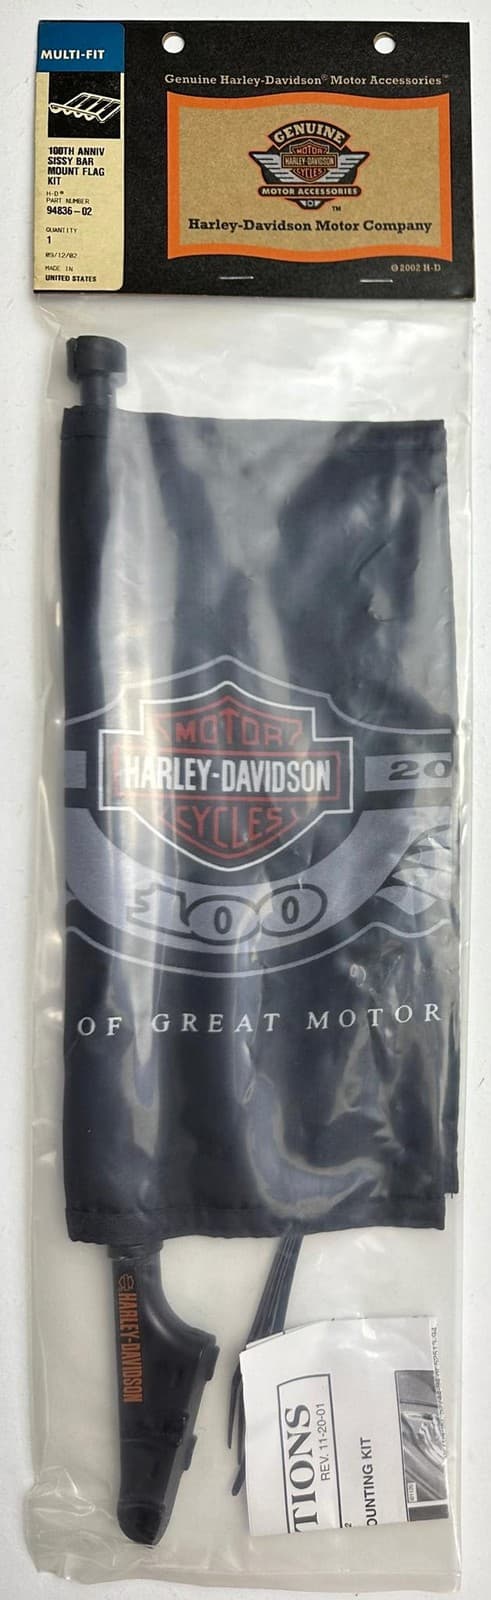 MULTI-FIT
100TH ANNIV
SISSY BAR
MOUNT FLAG
KIT
H-D®
PART NUMBER
94836-02
QUANTITY
1
09/12/02
MADE IN
UNITED STATES
Genuine Harley-Davidson® Motor Accessories™
GENUINE
MOTOR
HARLEY-DAVIDSON
CYCLES
MOTOR ACCESSORIES
™
Harley-Davidson Motor Company
©2002 H-D
MOTOR
HARLEY-DAVIDSON
CYCLES
20
100
OF GREAT MOTOR
HARLEY-DAVIDSON
TIONS
REV. 11-20-01
OUNTING KIT